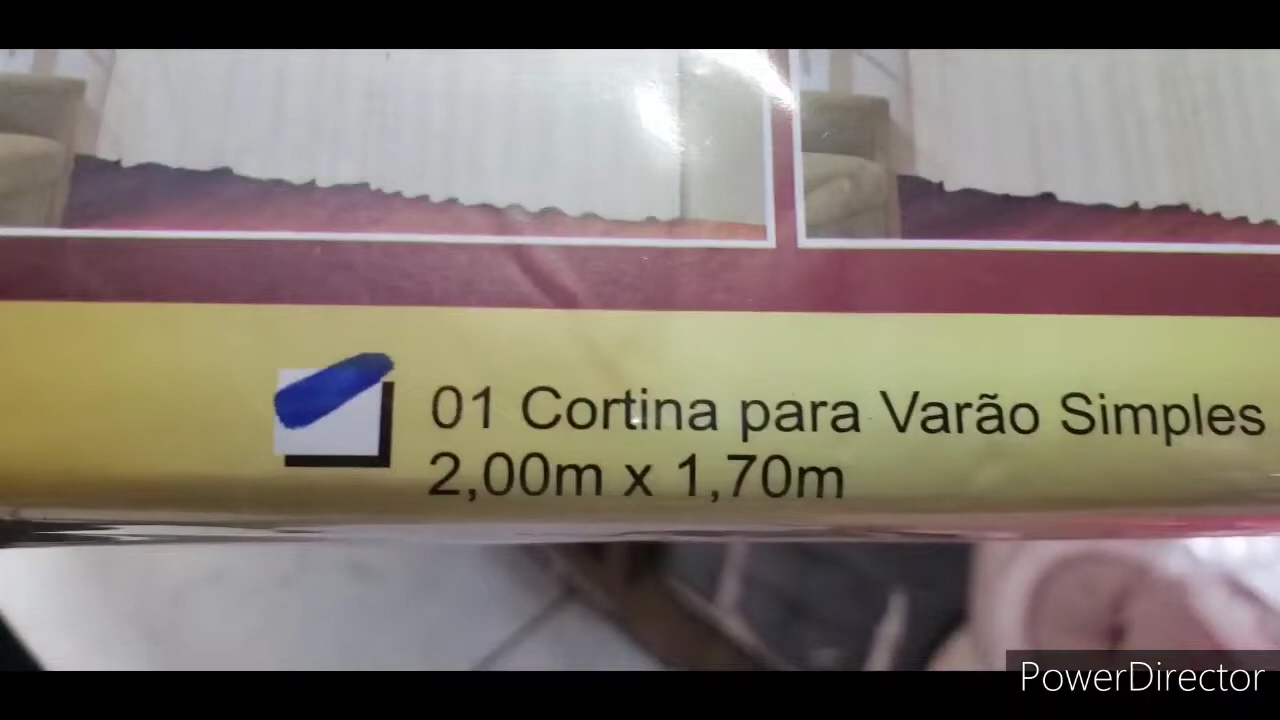 01 Cortina para Varão Simples
2,00m x 1,70m
PowerDirector